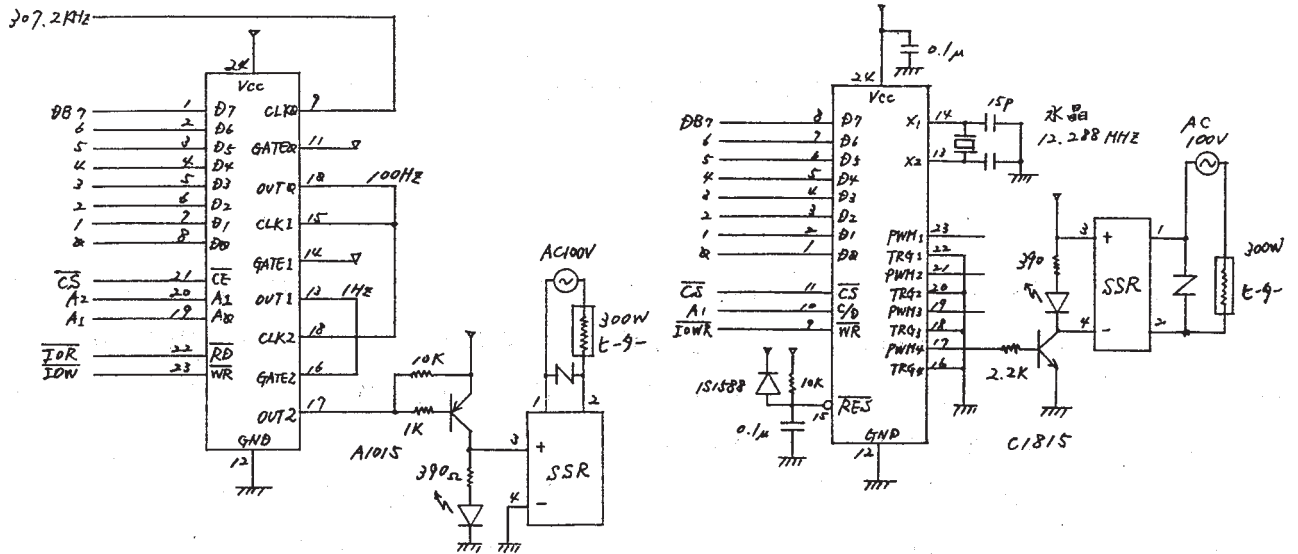 307.2KHz
24
Vcc
DB7 1 D7 CLK0 9
6 2 D6
5 3 D5 GATE0 11
4 4 D4
3 5 D3 OUT0 10 100Hz
2 6 D2
1 7 D1 CLK1 15
0 8 D0
GATE1 14
CS 21 CE
A2 20 A1 OUT1 13 1Hz
A1 19 A0
CLK2 18
IOR 22 RD
IOW 23 WR GATE2 16
OUT2 17
GND
12
10K
1K
A1015
390Ω
AC100V
300W
ヒーター
1 2
3 +
SSR
4 −
0.1μ
24
Vcc
DB7 8 D7 X1 14 15P
6 7 D6
5 6 D5 X2 13
4 5 D4
3 4 D3
2 3 D2
1 2 D1 PWM1 23
0 1 D0 TRG1 22
PWM2 21
CS 11 CS TRG2 20
A1 10 C/D PWM3 19
IOWR 9 WR TRG3 18
PWM4 17
TRG4 16
水晶
12.288MHz
1S1588
10K
15 RES
0.1μ
GND
12
2.2K
C1815
390
3 + 1
SSR
4 − 2
AC
100V
300W
ヒーター